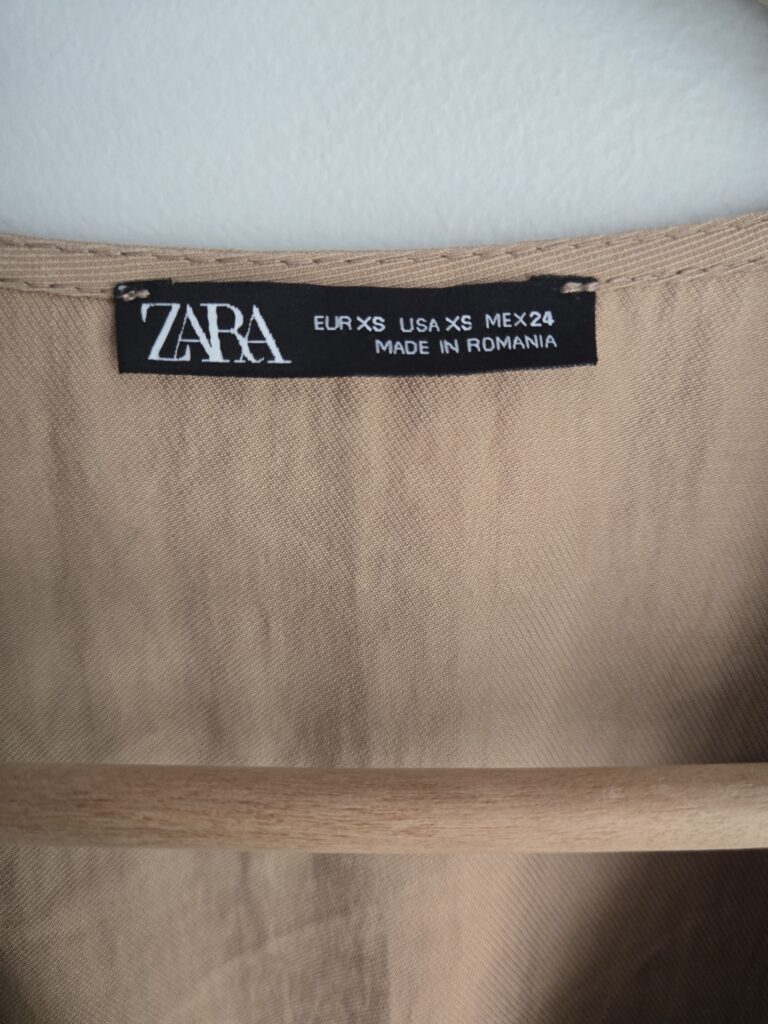 ZARA
EUR XS USA XS MEX 24
MADE IN ROMANIA